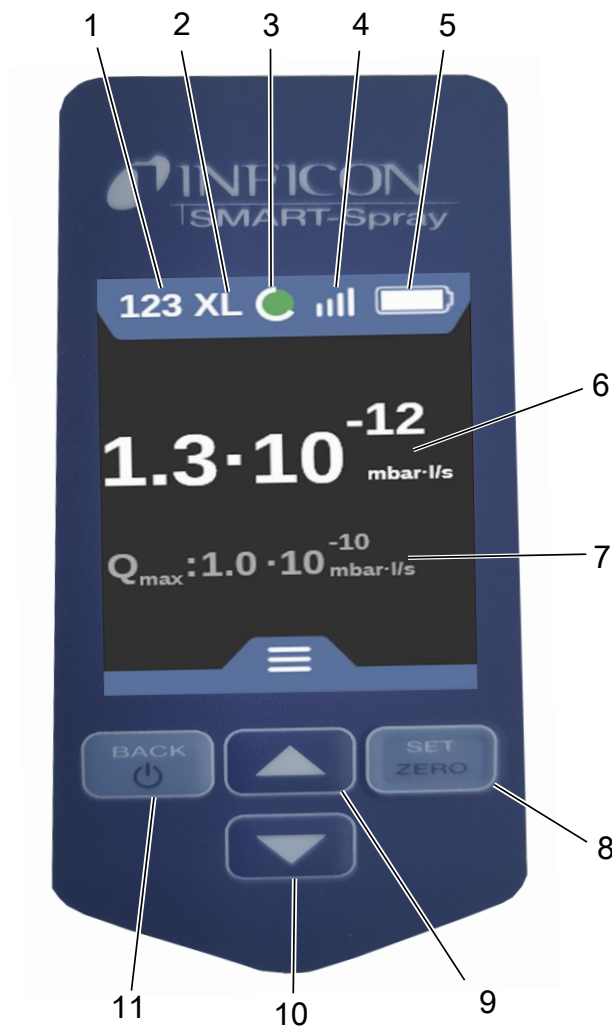 1 2 3 4 5
INFICON
SMART-Spray
123 XL
1.3·10-12
mbar·l/s
6
Qmax:1.0·10-10
mbar·l/s
7
BACK
SET
ZERO
8
9
10
11